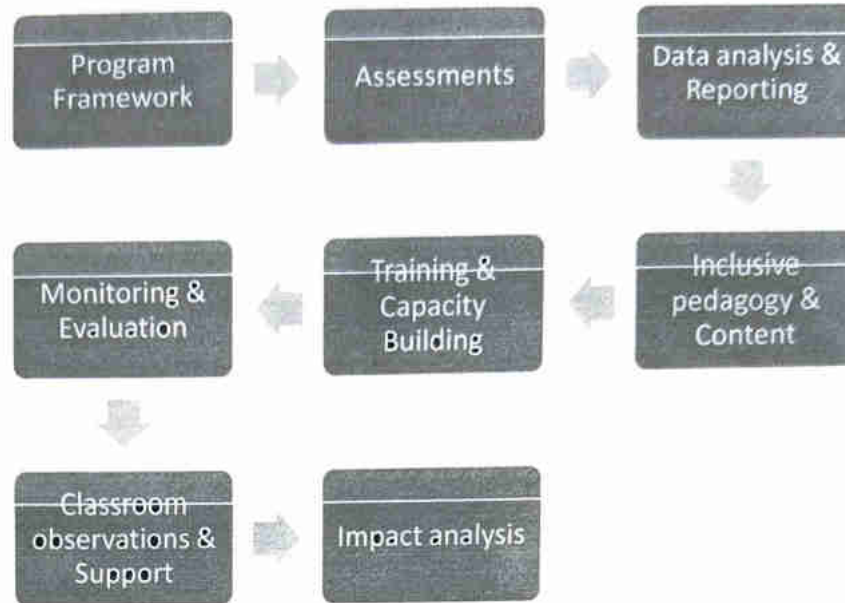 Program
Framework
Assessments
Data analysis &
Reporting
Inclusive
pedagogy &
Content
Training &
Capacity
Building
Monitoring &
Evaluation
Classroom
observations &
Support
Impact analysis